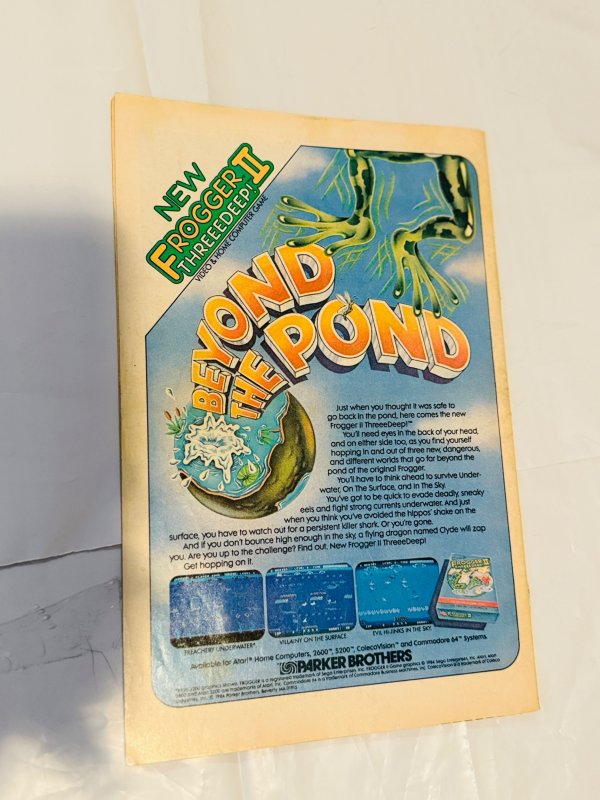 NEW
FROGGER II
THREEEDEEP!
VIDEO & HOME COMPUTER GAME
BEYOND
THE POND
Just when you thought it was safe to
go back in the pond, here comes the new
Frogger II ThreeeDeep!™
You'll need eyes in the back of your head,
and on either side too, as you find yourself
hopping in and out of three new, dangerous,
and different worlds that go far beyond the
pond of the original Frogger.
You'll have to think ahead to survive Under-
water, On The Surface, and In The Sky.
You've got to be quick to evade deadly, sneaky
eels and fight strong currents underwater. And just
when you think you've avoided the hippos' shake on the
surface, you have to watch out for a persistent killer shark. Or you're gone.
And if you don't bounce high enough in the sky, a flying dragon named Clyde will zap
you. Are you up to the challenge? Find out. New Frogger II ThreeeDeep!
Get hopping on it.
FROGGER II
TREACHERY UNDERWATER*
VILLAINY ON THE SURFACE
EVIL HI-JINKS IN THE SKY
Available for Atari® Home Computers, 2600™, 5200™, ColecoVision™ and Commodore 64™ Systems.
PARKER BROTHERS